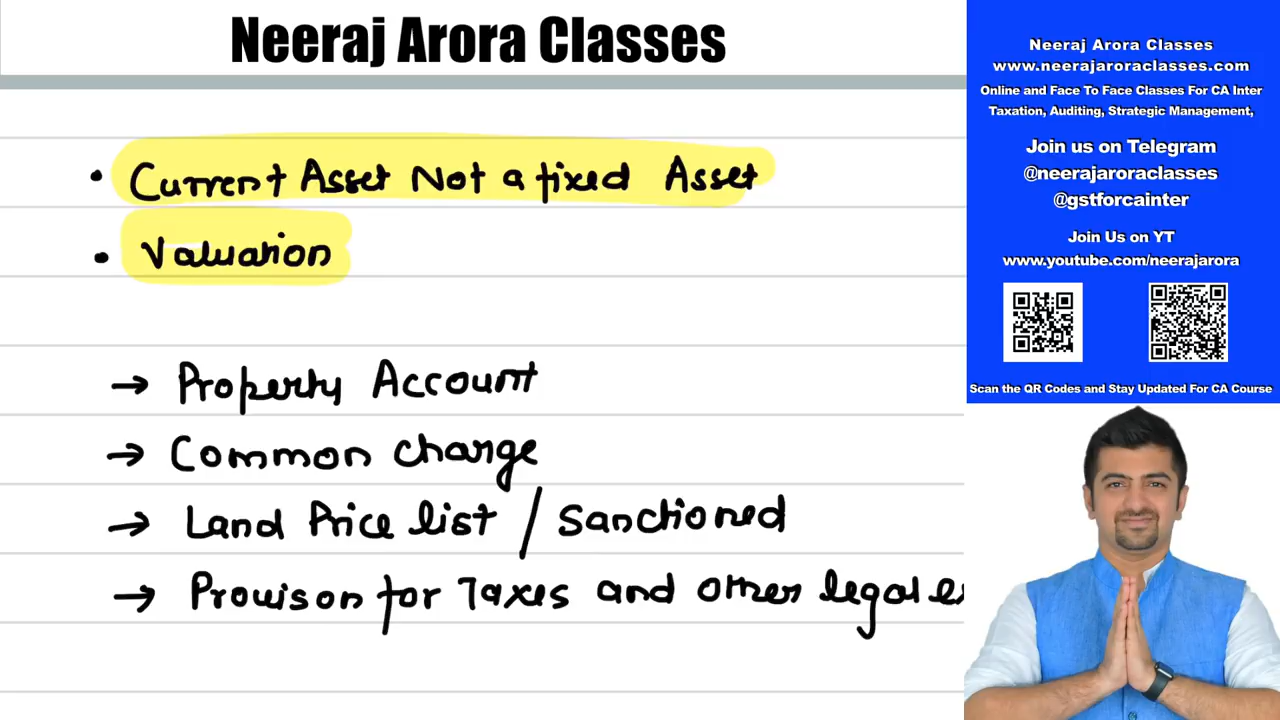 Neeraj Arora Classes
• Current Asset Not a fixed Asset
• Valuation
→ Property Account
→ Common charge
→ Land Price list / Sanctioned
→ Provison for Taxes and other legal
Neeraj Arora Classes
www.neerajaroraclasses.com
Online and Face To Face Classes For CA Inter
Taxation, Auditing, Strategic Management,
Join us on Telegram
@neerajaroraclasses
@gstforcainter
Join Us on YT
www.youtube.com/neerajarora
Scan the QR Codes and Stay Updated For CA Course